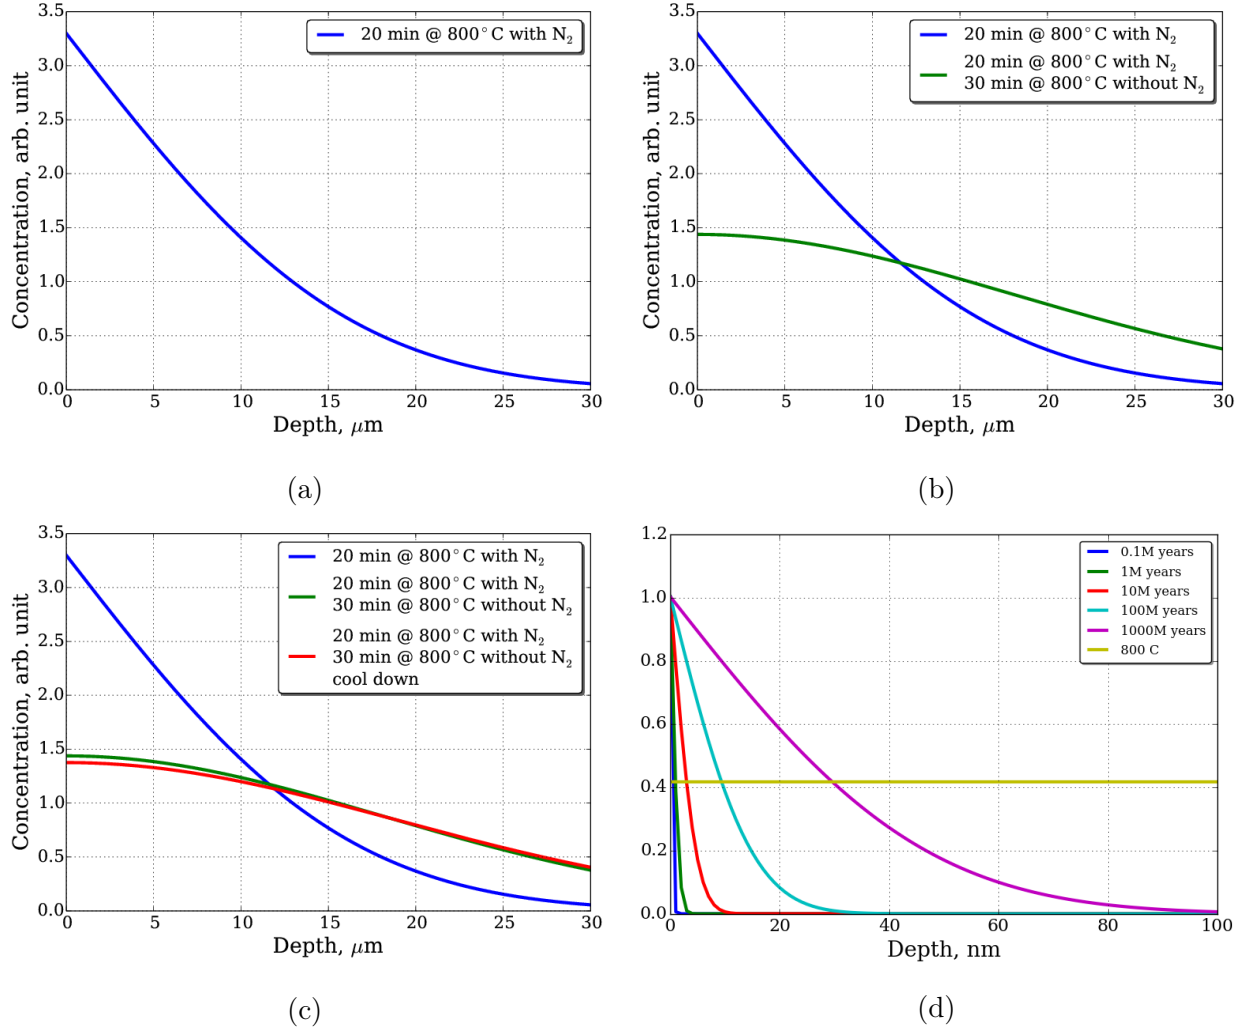 3.5
3.0
2.5
2.0
1.5
1.0
0.5
0.0
Concentration, arb. unit
20 min @ 800°C with N₂
0 5 10 15 20 25 30
Depth, μm
(a)
3.5
3.0
2.5
2.0
1.5
1.0
0.5
0.0
Concentration, arb. unit
20 min @ 800°C with N₂
20 min @ 800°C with N₂
30 min @ 800°C without N₂
0 5 10 15 20 25 30
Depth, μm
(b)
3.5
3.0
2.5
2.0
1.5
1.0
0.5
0.0
Concentration, arb. unit
20 min @ 800°C with N₂
20 min @ 800°C with N₂
30 min @ 800°C without N₂
20 min @ 800°C with N₂
30 min @ 800°C without N₂
cool down
0 5 10 15 20 25 30
Depth, μm
(c)
1.2
1.0
0.8
0.6
0.4
0.2
0.0
0.1M years
1M years
10M years
100M years
1000M years
800 C
0 20 40 60 80 100
Depth, nm
(d)